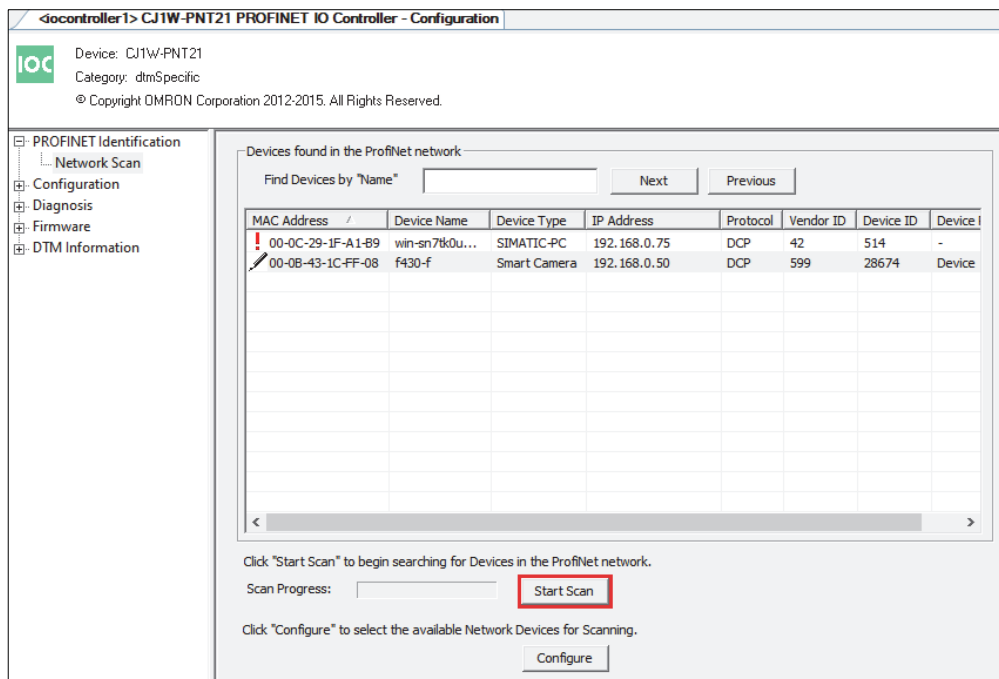 <iocontroller1> CJ1W-PNT21 PROFINET IO Controller - Configuration
IOC
Device: CJ1W-PNT21
Category: dtmSpecific
© Copyright OMRON Corporation 2012-2015. All Rights Reserved.
PROFINET Identification
Network Scan
Configuration
Diagnosis
Firmware
DTM Information
Devices found in the ProfiNet network
Find Devices by "Name" Next Previous
MAC Address Device Name Device Type IP Address Protocol Vendor ID Device ID Device
00-0C-29-1F-A1-B9 win-sn7tk0u... SIMATIC-PC 192.168.0.75 DCP 42 514 -
00-0B-43-1C-FF-08 f430-f Smart Camera 192.168.0.50 DCP 599 28674 Device
Click "Start Scan" to begin searching for Devices in the ProfiNet network.
Scan Progress: Start Scan
Click "Configure" to select the available Network Devices for Scanning.
Configure